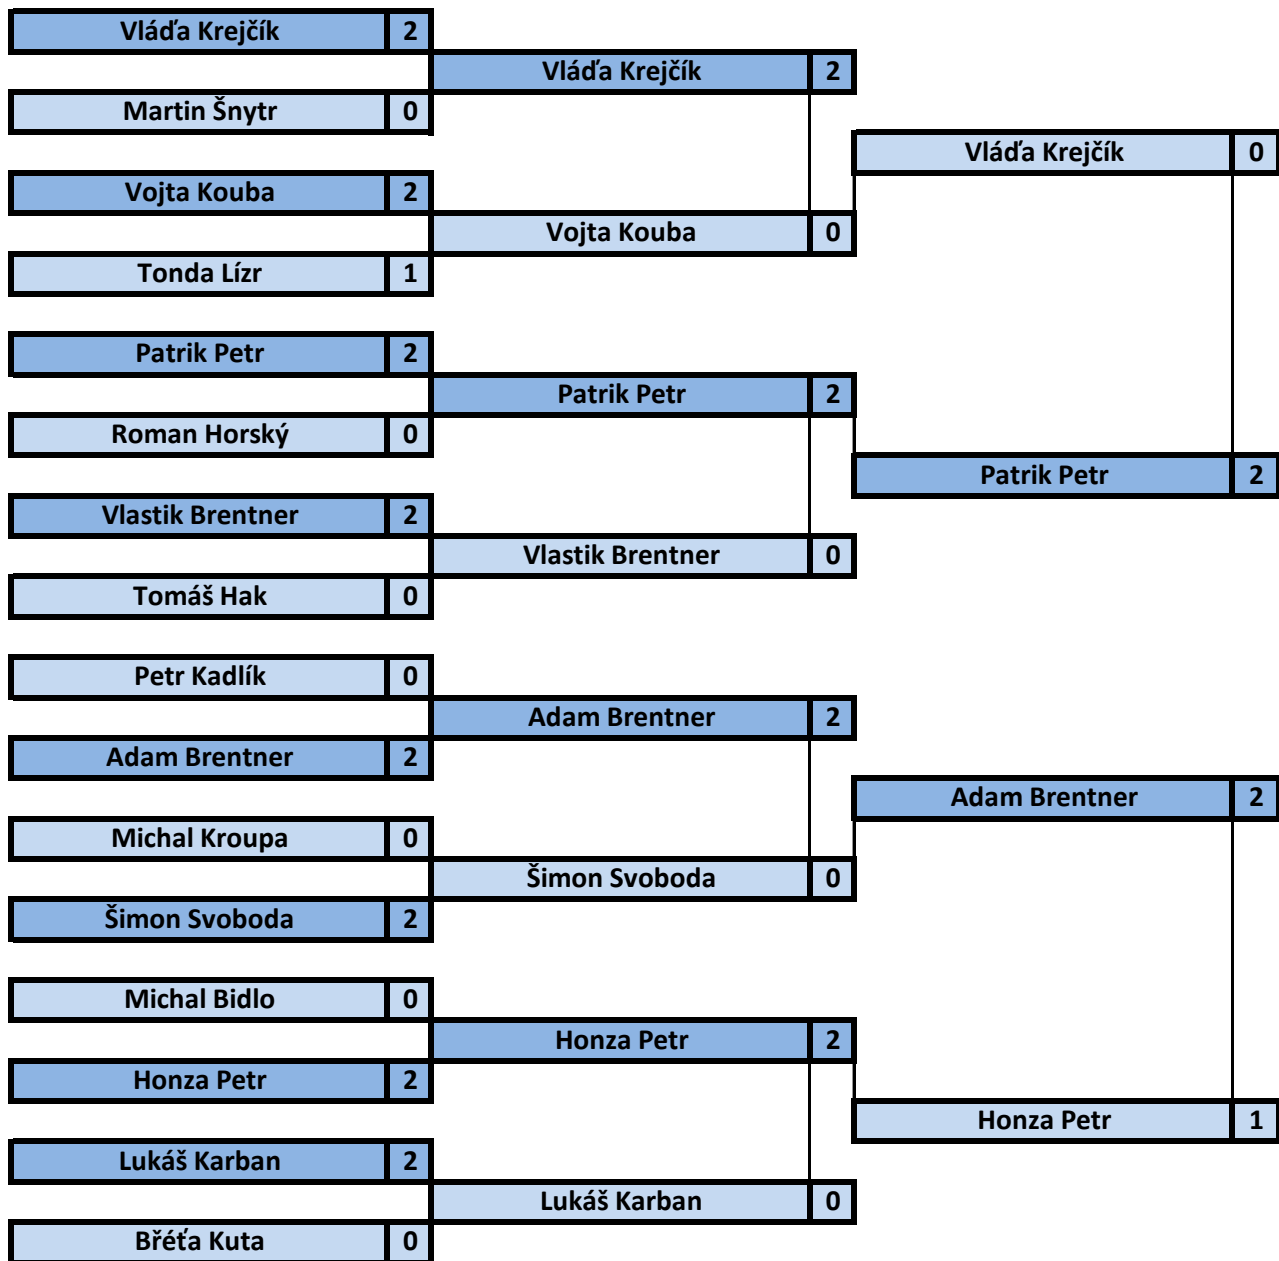 Vláďa Krejčík 2
Vláďa Krejčík 2
Martin Šnytr 0
Vláďa Krejčík 0
Vojta Kouba 2
Vojta Kouba 0
Tonda Lízr 1
Patrik Petr 2
Patrik Petr 2
Roman Horský 0
Patrik Petr 2
Vlastik Brentner 2
Vlastik Brentner 0
Tomáš Hak 0
Petr Kadlík 0
Adam Brentner 2
Adam Brentner 2
Adam Brentner 2
Michal Kroupa 0
Šimon Svoboda 0
Šimon Svoboda 2
Michal Bidlo 0
Honza Petr 2
Honza Petr 2
Honza Petr 1
Lukáš Karban 2
Lukáš Karban 0
Břéťa Kuta 0